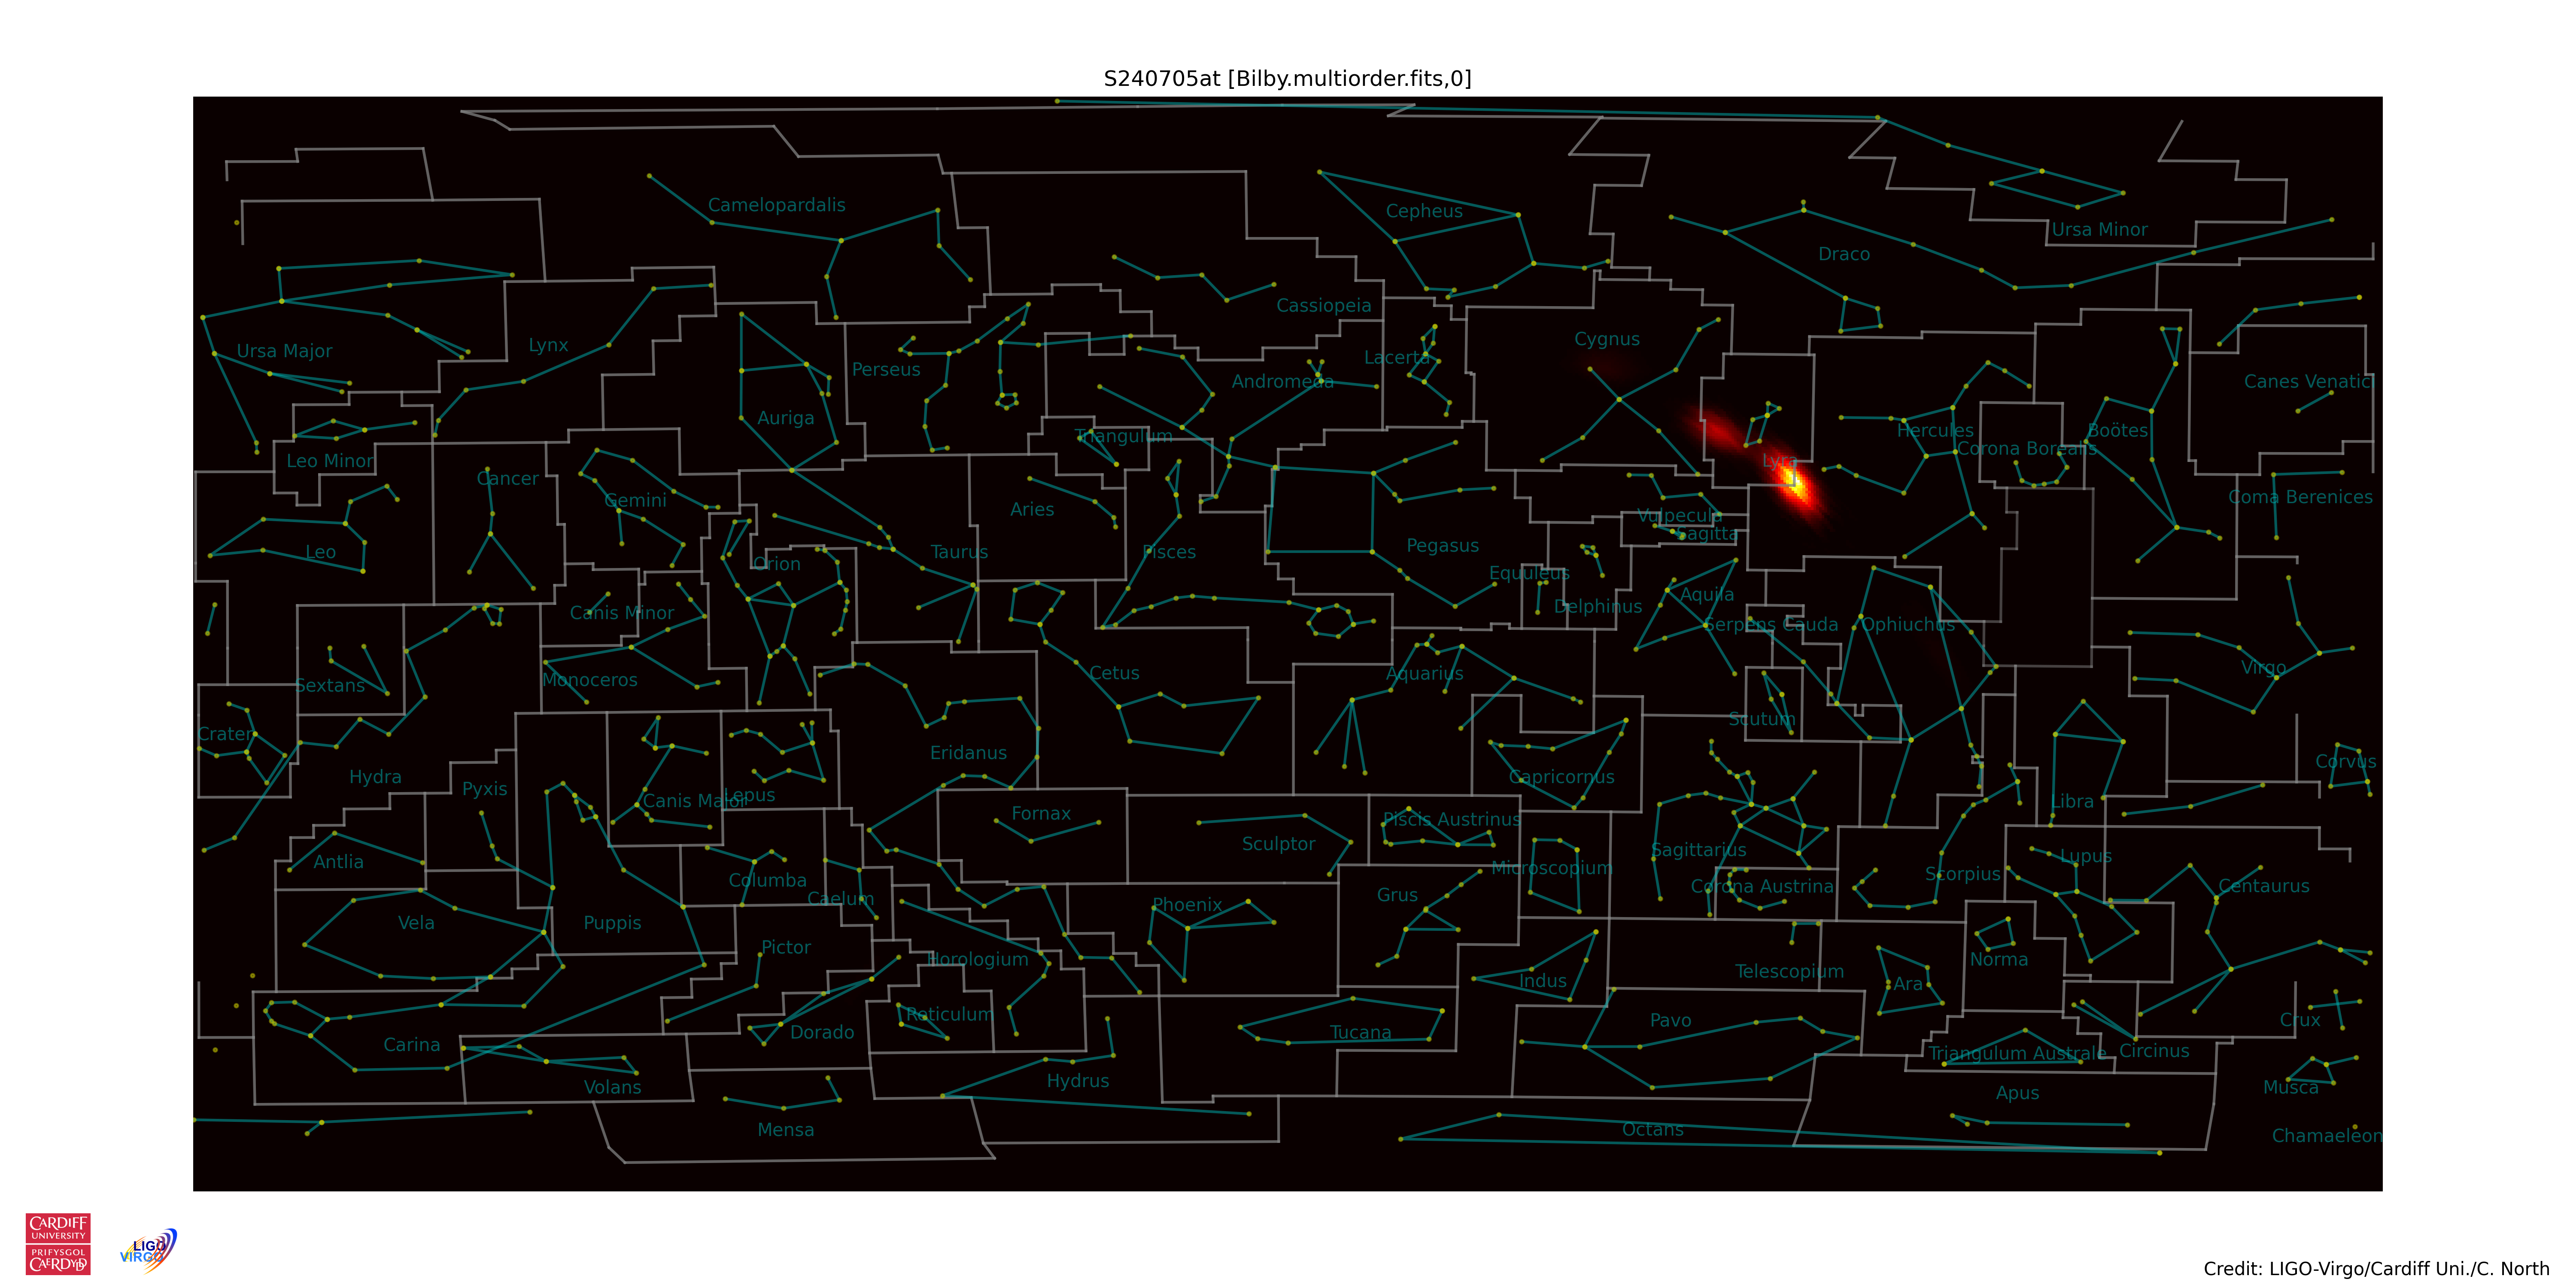 S240705at [Bilby.multiorder.fits,0]
Camelopardalis
Cepheus
Ursa Minor
Draco
Cassiopeia
Ursa Major
Lynx
Perseus
Cygnus
Lacerta
Andromeda
Canes Venatici
Auriga
Triangulum
Hercules
Boötes
Leo Minor
Lyra
Corona Borealis
Cancer
Gemini
Aries
Coma Berenices
Leo
Orion
Taurus
Pisces
Pegasus
Vulpecula
Sagitta
Equuleus
Canis Minor
Delphinus
Aquila
Serpens Cauda
Ophiuchus
Sextans
Monoceros
Cetus
Aquarius
Virgo
Crater
Scutum
Hydra
Pyxis
Eridanus
Capricornus
Corvus
Canis Major
Lepus
Fornax
Libra
Antlia
Sculptor
Piscis Austrinus
Sagittarius
Lupus
Columba
Microscopium
Corona Austrina
Scorpius
Centaurus
Caelum
Grus
Phoenix
Vela
Puppis
Pictor
Horologium
Indus
Telescopium
Norma
Ara
Reticulum
Carina
Dorado
Tucana
Pavo
Crux
Triangulum Australe
Circinus
Volans
Hydrus
Apus
Musca
Mensa
Octans
Chamaeleon
CARDIFF
UNIVERSITY
PRIFYSGOL
CAERDYDD
LIGO
VIRGO
Credit: LIGO-Virgo/Cardiff Uni./C. North